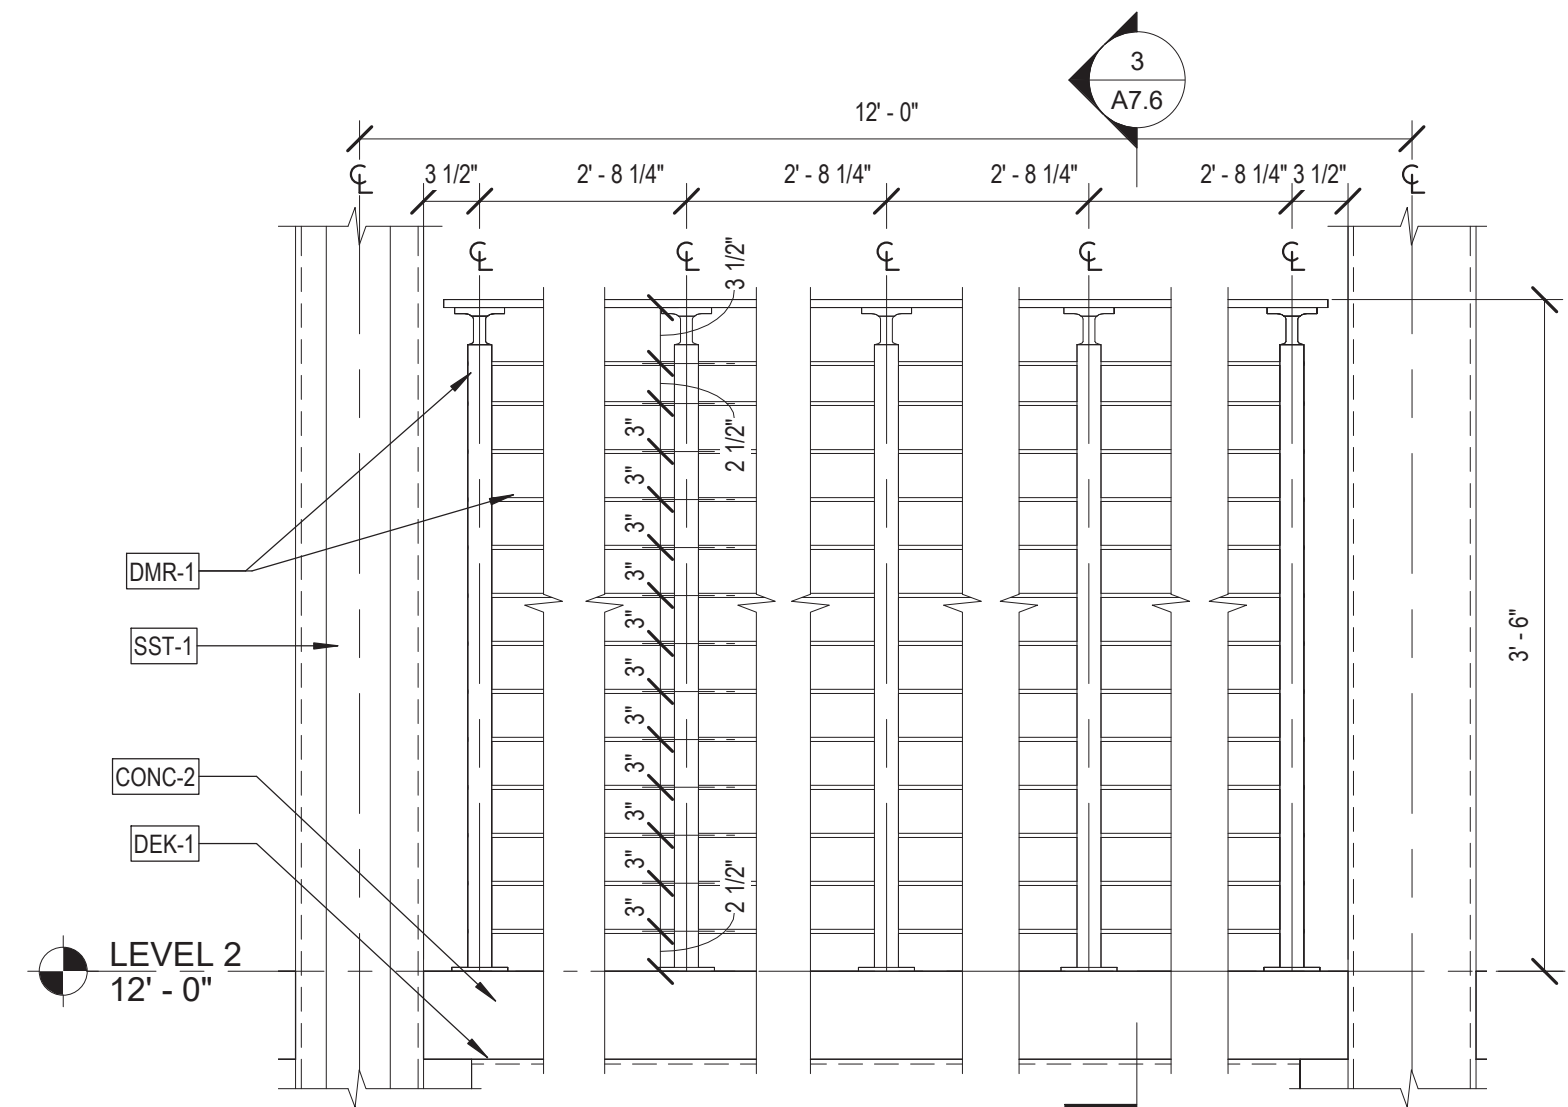 3
A7.6
12' - 0"
3 1/2" 2' - 8 1/4" 2' - 8 1/4" 2' - 8 1/4" 2' - 8 1/4" 3 1/2"
℄ ℄
℄ ℄ ℄ ℄ ℄
3 1/2"
2 1/2"
3"
3"
3"
3"
3"
3"
3"
3"
3"
3"
3"
2 1/2"
3' - 6"
DMR-1
SST-1
CONC-2
DEK-1
LEVEL 2
12' - 0"